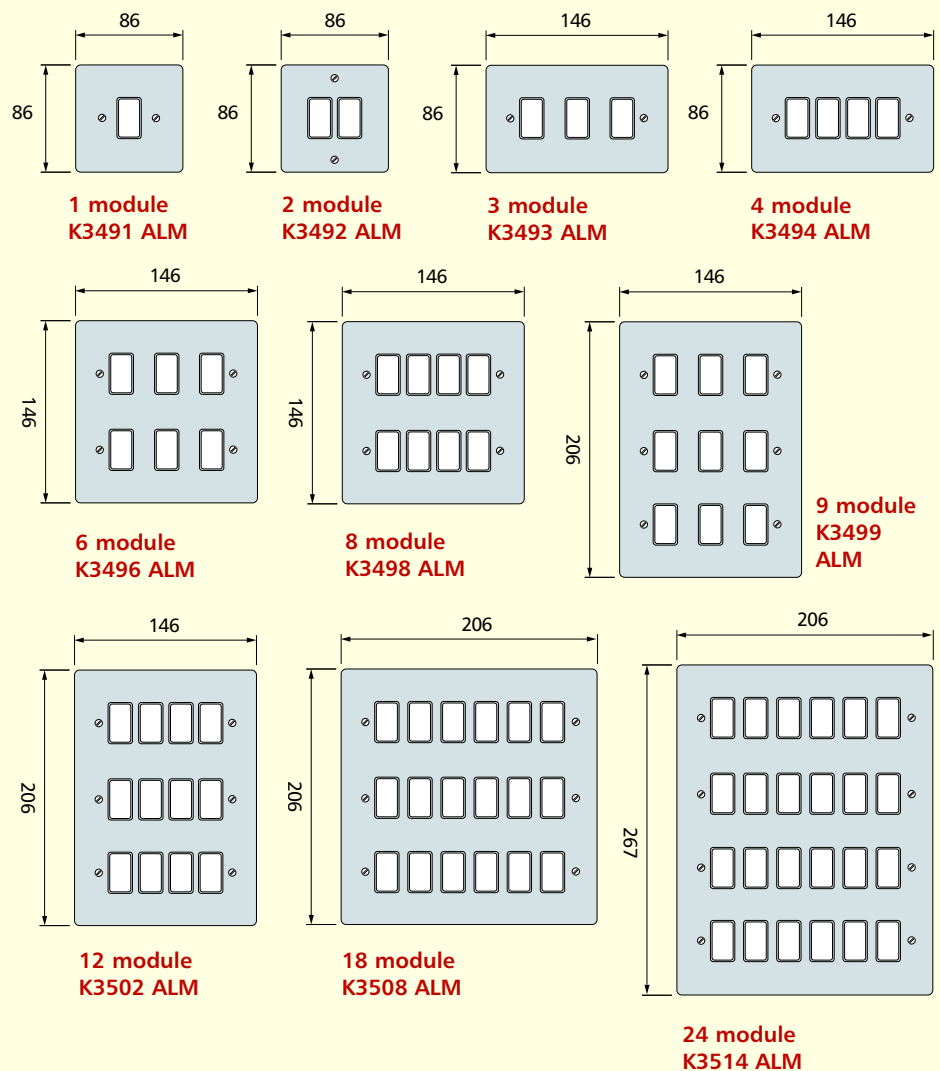 86
86
146
146
86
86
86
86
1 module
K3491 ALM
2 module
K3492 ALM
3 module
K3493 ALM
4 module
K3494 ALM
146
146
146
146
146
206
6 module
K3496 ALM
8 module
K3498 ALM
9 module
K3499
ALM
146
206
206
206
206
267
12 module
K3502 ALM
18 module
K3508 ALM
24 module
K3514 ALM